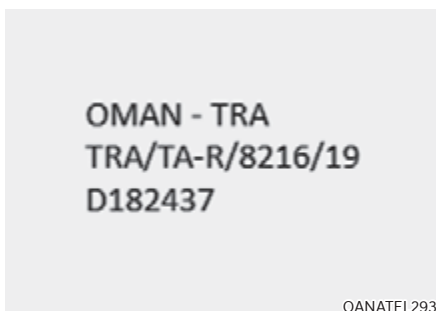 OMAN - TRA
TRA/TA-R/8216/19
D182437
OANATEL293